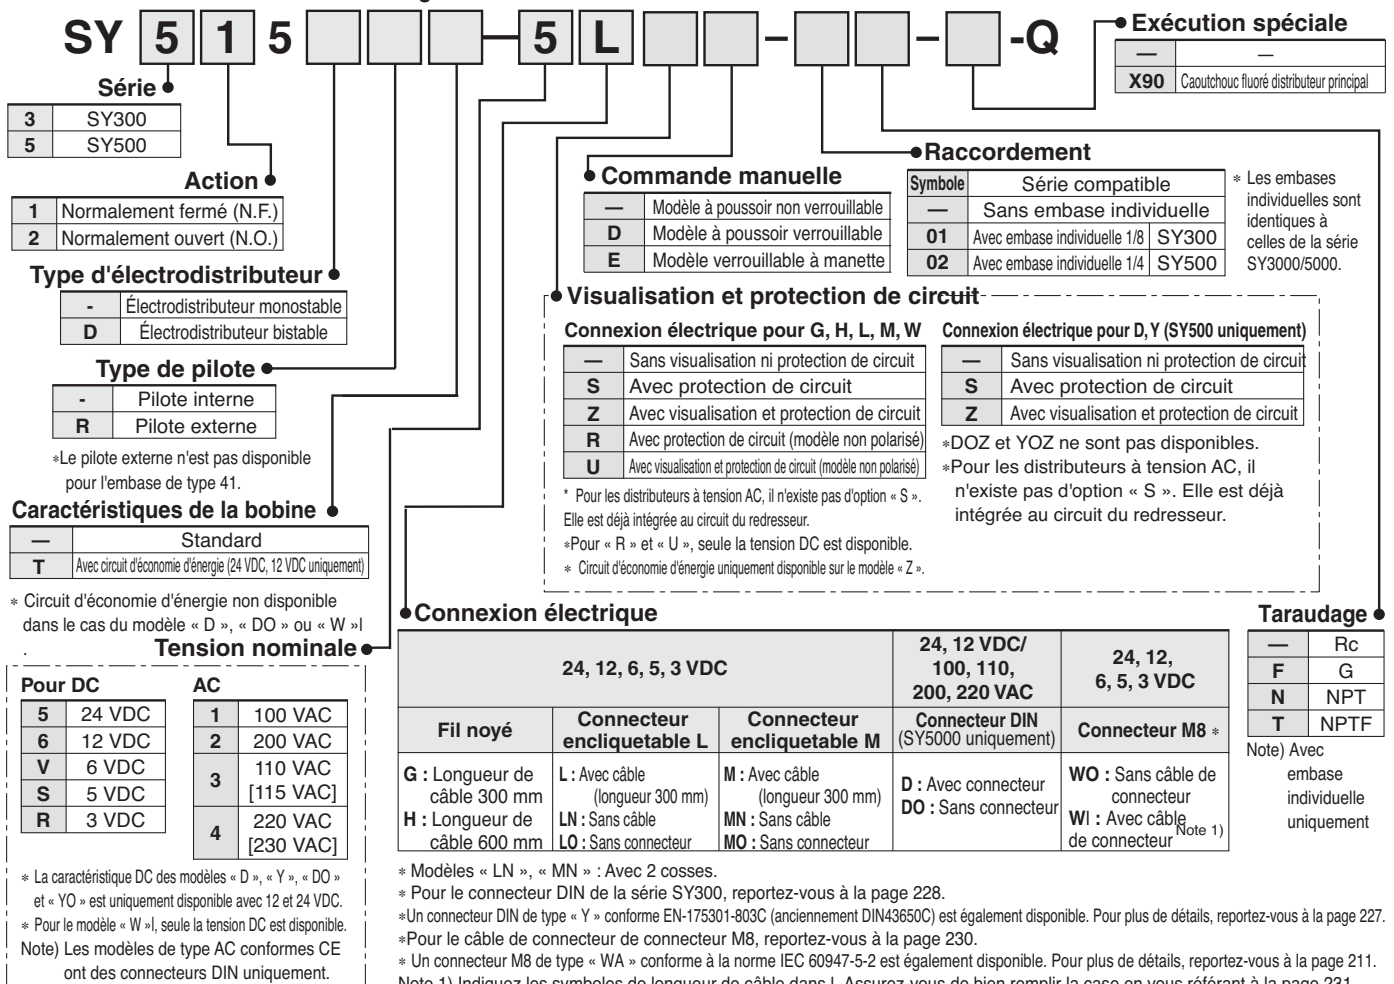 SY 5 1 5 — 5 L – – -Q
Série
3 SY300
5 SY500
Action
1 Normalement fermé (N.F.)
2 Normalement ouvert (N.O.)
Type d'électrodistributeur
- Électrodistributeur monostable
D Électrodistributeur bistable
Type de pilote
- Pilote interne
R Pilote externe
*Le pilote externe n'est pas disponible
pour l'embase de type 41.
Caractéristiques de la bobine
— Standard
T Avec circuit d'économie d'énergie (24 VDC, 12 VDC uniquement)
* Circuit d'économie d'énergie non disponible
dans le cas du modèle « D », « DO » ou « W »l
.
Tension nominale
Pour DC
5 24 VDC
6 12 VDC
V 6 VDC
S 5 VDC
R 3 VDC
AC
1 100 VAC
2 200 VAC
3 110 VAC
[115 VAC]
4 220 VAC
[230 VAC]
* La caractéristique DC des modèles « D », « Y », « DO »
et « YO » est uniquement disponible avec 12 et 24 VDC.
* Pour le modèle « W »l, seule la tension DC est disponible.
Note) Les modèles de type AC conformes CE
ont des connecteurs DIN uniquement.
Exécution spéciale
— —
X90 Caoutchouc fluoré distributeur principal
Raccordement
Symbole Série compatible
— Sans embase individuelle
01 Avec embase individuelle 1/8 SY300
02 Avec embase individuelle 1/4 SY500
* Les embases
individuelles sont
identiques à
celles de la série
SY3000/5000.
Commande manuelle
— Modèle à poussoir non verrouillable
D Modèle à poussoir verrouillable
E Modèle verrouillable à manette
Visualisation et protection de circuit
Connexion électrique pour G, H, L, M, W
— Sans visualisation ni protection de circuit
S Avec protection de circuit
Z Avec visualisation et protection de circuit
R Avec protection de circuit (modèle non polarisé)
U Avec visualisation et protection de circuit (modèle non polarisé)
* Pour les distributeurs à tension AC, il n'existe pas d'option « S ».
Elle est déjà intégrée au circuit du redresseur.
*Pour « R » et « U », seule la tension DC est disponible.
* Circuit d'économie d'énergie uniquement disponible sur le modèle « Z ».
Connexion électrique pour D, Y (SY500 uniquement)
— Sans visualisation ni protection de circuit
S Avec protection de circuit
Z Avec visualisation et protection de circuit
*DOZ et YOZ ne sont pas disponibles.
*Pour les distributeurs à tension AC, il
n'existe pas d'option « S ». Elle est déjà
intégrée au circuit du redresseur.
Connexion électrique
24, 12, 6, 5, 3 VDC
24, 12 VDC/
100, 110,
200, 220 VAC
24, 12,
6, 5, 3 VDC
Fil noyé
Connecteur
encliquetable L
Connecteur
encliquetable M
Connecteur DIN
(SY5000 uniquement)
Connecteur M8 *
G : Longueur de
câble 300 mm
H : Longueur de
câble 600 mm
L : Avec câble
(longueur 300 mm)
LN : Sans câble
LO : Sans connecteur
M : Avec câble
(longueur 300 mm)
MN : Sans câble
MO : Sans connecteur
D : Avec connecteur
DO : Sans connecteur
WO : Sans câble de
connecteur
Wl : Avec câble
de connecteur Note 1)
* Modèles « LN », « MN » : Avec 2 cosses.
* Pour le connecteur DIN de la série SY300, reportez-vous à la page 228.
*Un connecteur DIN de type « Y » conforme EN-175301-803C (anciennement DIN43650C) est également disponible. Pour plus de détails, reportez-vous à la page 227.
*Pour le câble de connecteur de connecteur M8, reportez-vous à la page 230.
* Un connecteur M8 de type « WA » conforme à la norme IEC 60947-5-2 est également disponible. Pour plus de détails, reportez-vous à la page 211.
Note 1) Indiquez les symboles de longueur de câble dans l. Assurez-vous de bien remplir la case en vous référant à la page 231.
Taraudage
— Rc
F G
N NPT
T NPTF
Note) Avec
embase
individuelle
uniquement